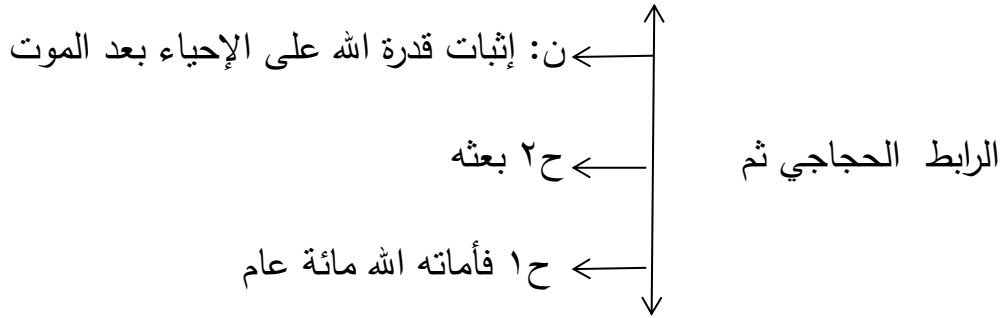 ن: إثبات قدرة الله على الإحياء بعد الموت
الرابط الحجاجي ثم
ح٢ بعثه
ح١ فأماته الله مائة عام